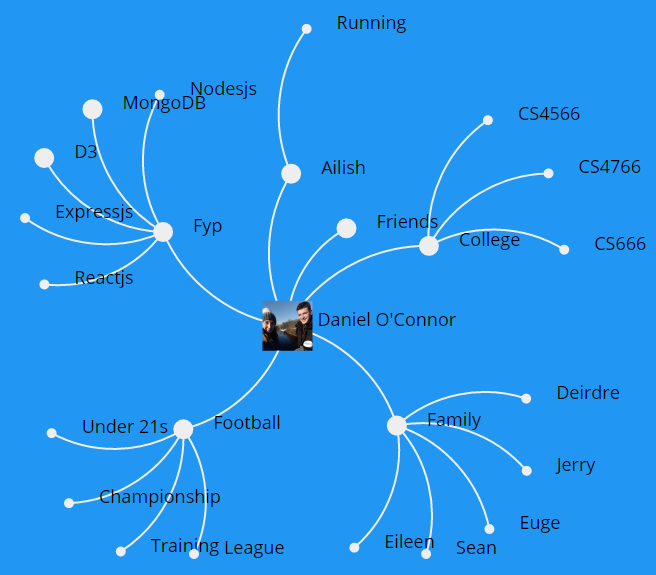 Running
Nodesjs
MongoDB
CS4566
D3
Ailish
CS4766
Expressjs
Fyp
Friends
College
CS666
Reactjs
Daniel O'Connor
Deirdre
Under 21s
Football
Family
Jerry
Championship
Euge
Training
League
Eileen
Sean